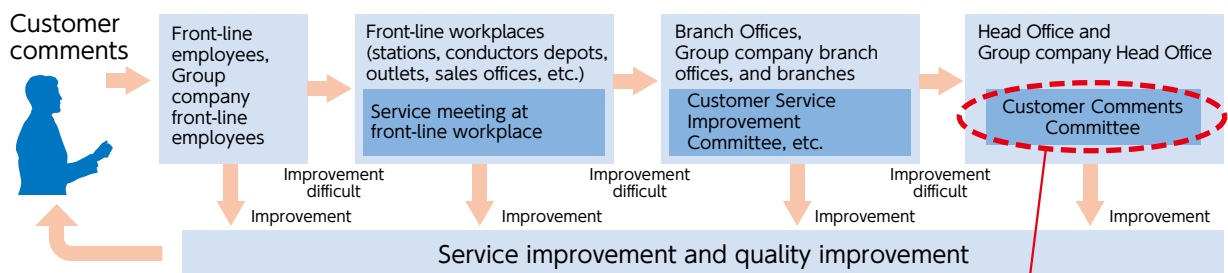 Customer
comments
Front-line
employees,
Group
company
front-line
employees
Front-line workplaces
(stations, conductors depots,
outlets, sales offices, etc.)
Service meeting at
front-line workplace
Branch Offices,
Group company branch
offices, and branches
Customer Service
Improvement
Committee, etc.
Head Office and
Group company Head Office
Customer Comments
Committee
Improvement
difficult
Improvement
difficult
Improvement
difficult
Improvement
Improvement
Improvement
Improvement
Service improvement and quality improvement